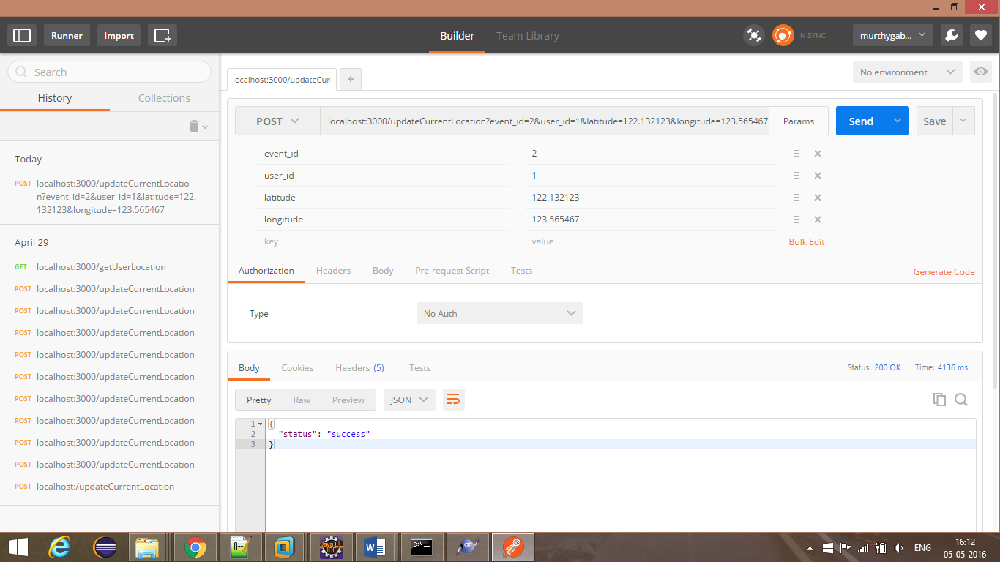 Runner Import Builder Team Library IN SYNC murthygab...
Search
History Collections
Today
POST localhost:3000/updateCurrentLocatio
n?event_id=2&user_id=1&latitude=122.
132123&longitude=123.565467
April 29
GET localhost:3000/getUserLocation
POST localhost:3000/updateCurrentLocation
POST localhost:3000/updateCurrentLocation
POST localhost:3000/updateCurrentLocation
POST localhost:3000/updateCurrentLocation
POST localhost:3000/updateCurrentLocation
POST localhost:3000/updateCurrentLocation
POST localhost:3000/updateCurrentLocation
POST localhost:3000/updateCurrentLocation
POST localhost:3000/updateCurrentLocation
POST localhost:/updateCurrentLocation
localhost:3000/updateCur +
No environment
POST localhost:3000/updateCurrentLocation?event_id=2&user_id=1&latitude=122.132123&longitude=123.565467 Params Send Save
event_id 2
user_id 1
latitude 122.132123
longitude 123.565467
key value Bulk Edit
Authorization Headers Body Pre-request Script Tests Generate Code
Type No Auth
Body Cookies Headers (5) Tests Status: 200 OK Time: 4136 ms
Pretty Raw Preview JSON
1 {
2 "status": "success"
3 }
Java EE
IDE
C:\
ENG
16:12
05-05-2016